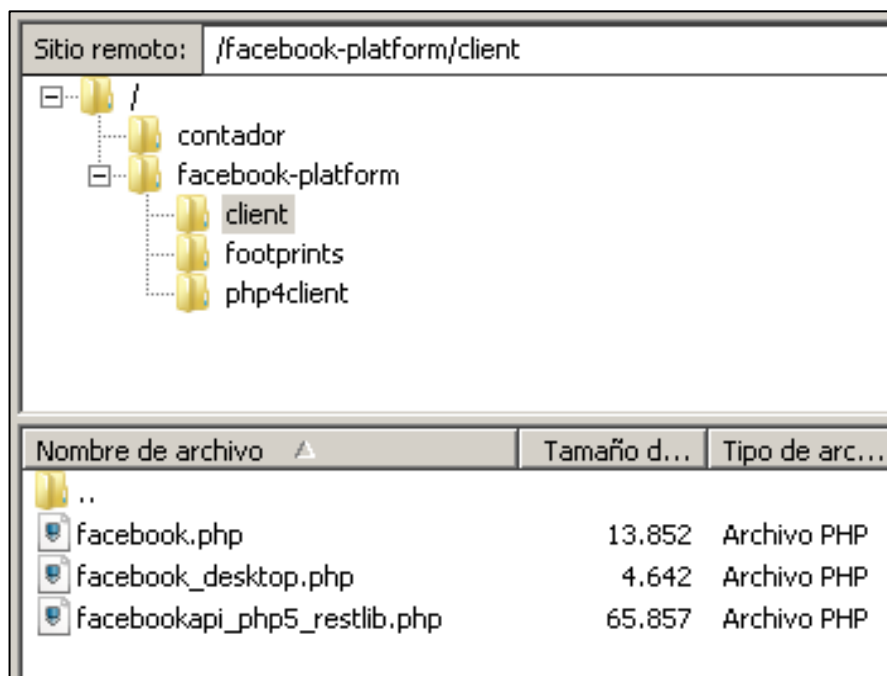 Sitio remoto: /facebook-platform/client
/
contador
facebook-platform
client
footprints
php4client
Nombre de archivo Tamaño d... Tipo de arc...
..
facebook.php 13.852 Archivo PHP
facebook_desktop.php 4.642 Archivo PHP
facebookapi_php5_restlib.php 65.857 Archivo PHP